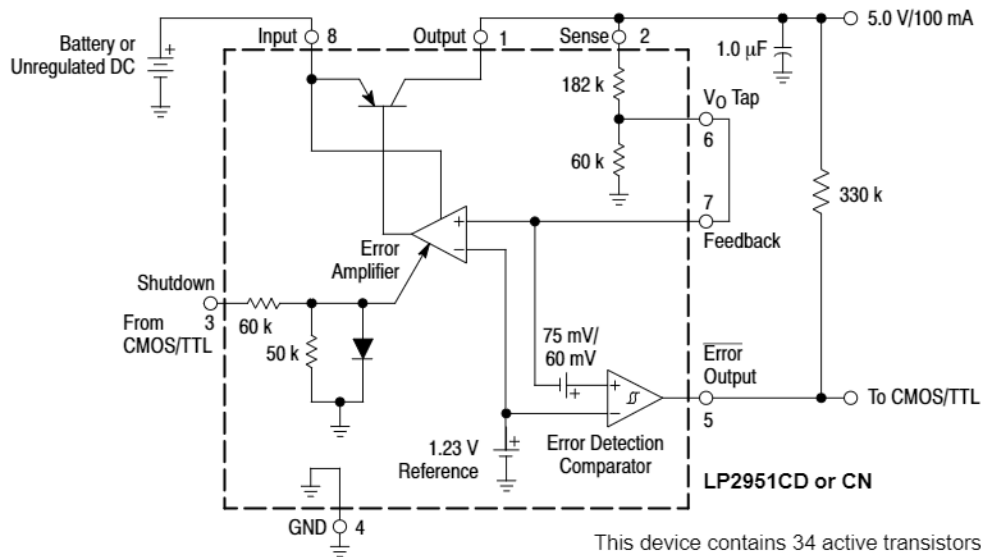 Battery or
Unregulated DC
+
Input
8
Output
1
Sense
2
5.0 V/100 mA
1.0 μF
+
182 k
VO Tap
6
60 k
7
Feedback
330 k
Error
Amplifier
+
−
Shutdown
3
From
CMOS/TTL
60 k
50 k
75 mV/
60 mV
+
+
−
Error
Output
5
To CMOS/TTL
1.23 V
Reference
+
Error Detection
Comparator
LP2951CD or CN
GND
4
This device contains 34 active transistors